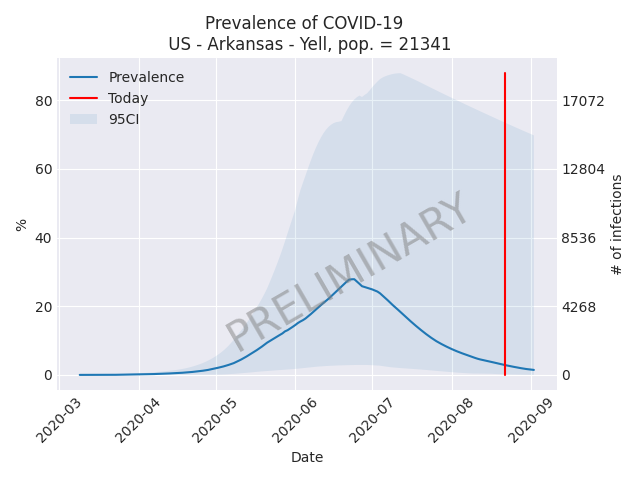 Prevalence of COVID-19
US - Arkansas - Yell, pop. = 21341
Prevalence
Today
95CI
80
60
40
20
0
%
17072
12804
8536
4268
0
# of infections
PRELIMINARY
2020-03
2020-04
2020-05
2020-06
2020-07
2020-08
2020-09
Date